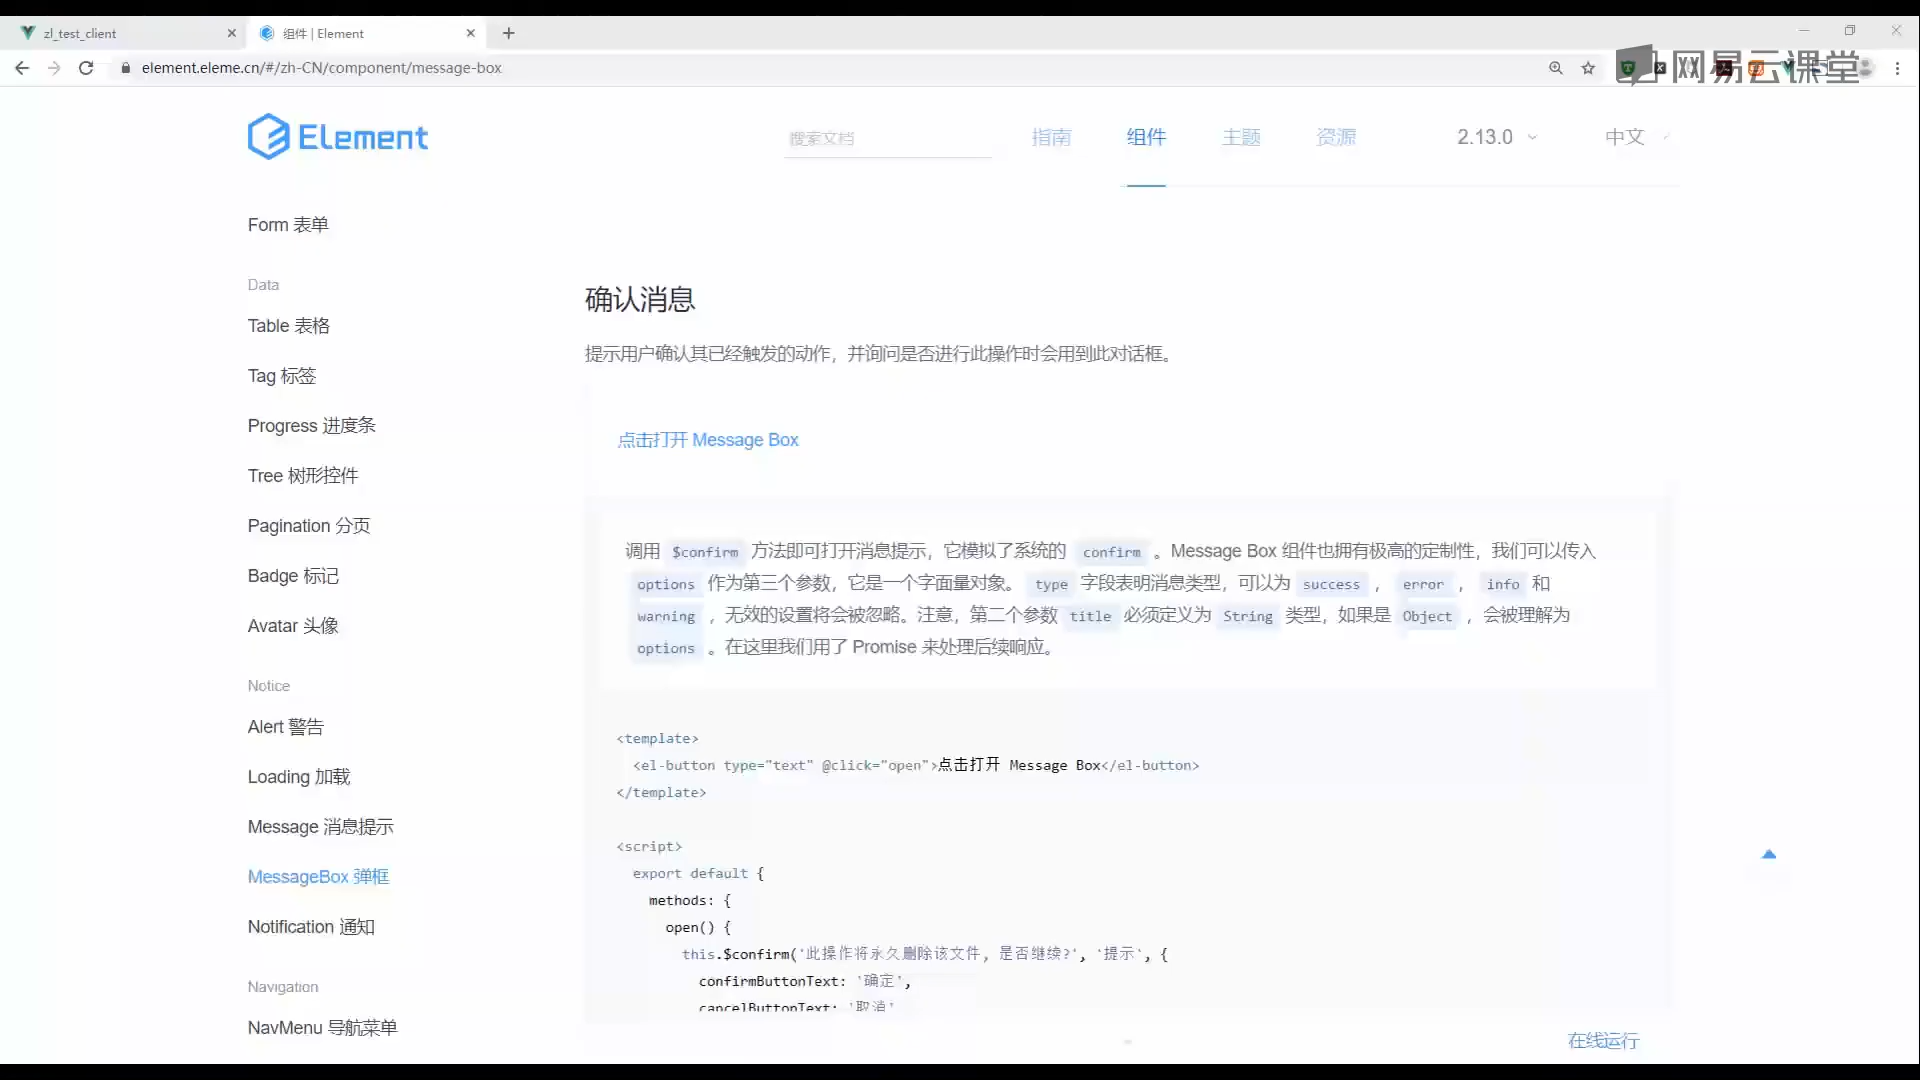 zl_test_client
组件 | Element
element.eleme.cn/#/zh-CN/component/message-box
网易云课堂
Element
搜索文档
指南
组件
主题
资源
2.13.0
中文
Form 表单
Data
Table 表格
Tag 标签
Progress 进度条
Tree 树形控件
Pagination 分页
Badge 标记
Avatar 头像
Notice
Alert 警告
Loading 加载
Message 消息提示
MessageBox 弹框
Notification 通知
Navigation
NavMenu 导航菜单
确认消息
提示用户确认其已经触发的动作，并询问是否进行此操作时会用到此对话框。
点击打开 Message Box
调用 $confirm 方法即可打开消息提示，它模拟了系统的 confirm 。Message Box 组件也拥有极高的定制性，我们可以传入
options 作为第三个参数，它是一个字面量对象。 type 字段表明消息类型，可以为 success ， error ， info 和
warning ，无效的设置将会被忽略。注意，第二个参数 title 必须定义为 String 类型，如果是 Object ，会被理解为
options 。在这里我们用了 Promise 来处理后续响应。
<template>
<el-button type="text" @click="open">点击打开 Message Box</el-button>
</template>
<script>
export default {
methods: {
open() {
this.$confirm('此操作将永久删除该文件, 是否继续?', '提示', {
confirmButtonText: '确定',
cancelButtonText: '取消'
在线运行